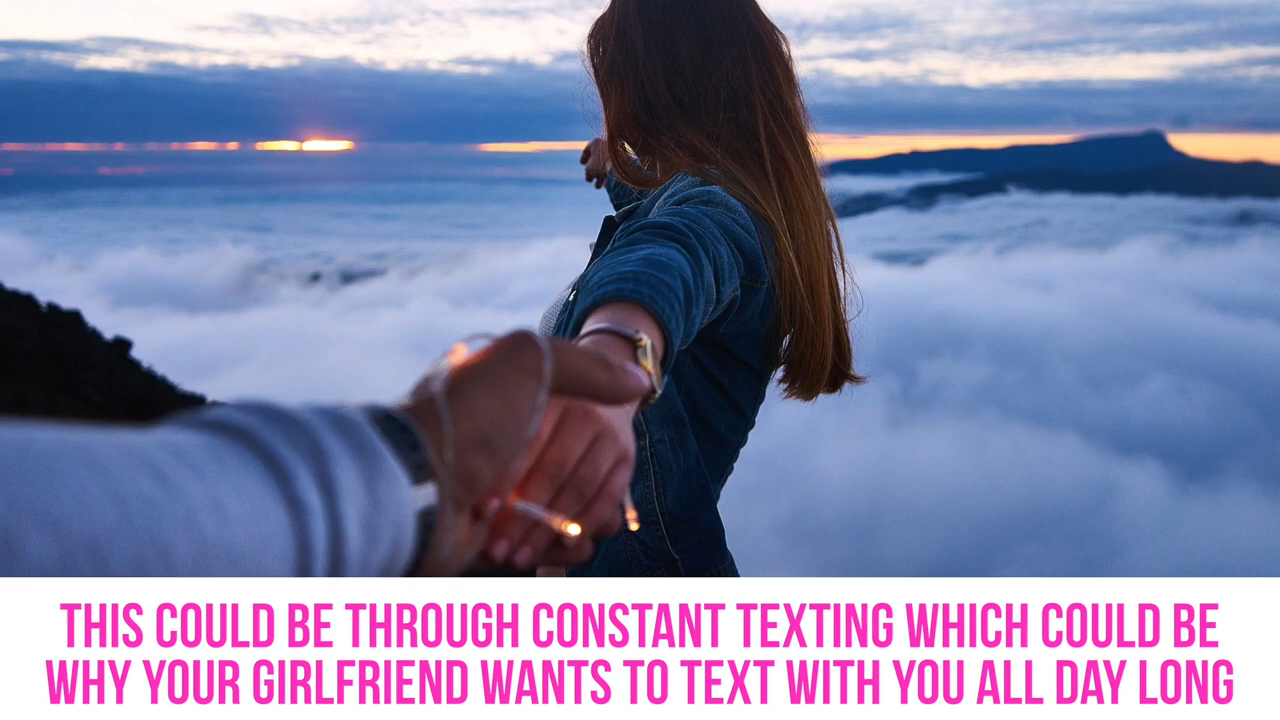 THIS COULD BE THROUGH CONSTANT TEXTING WHICH COULD BE
WHY YOUR GIRLFRIEND WANTS TO TEXT WITH YOU ALL DAY LONG